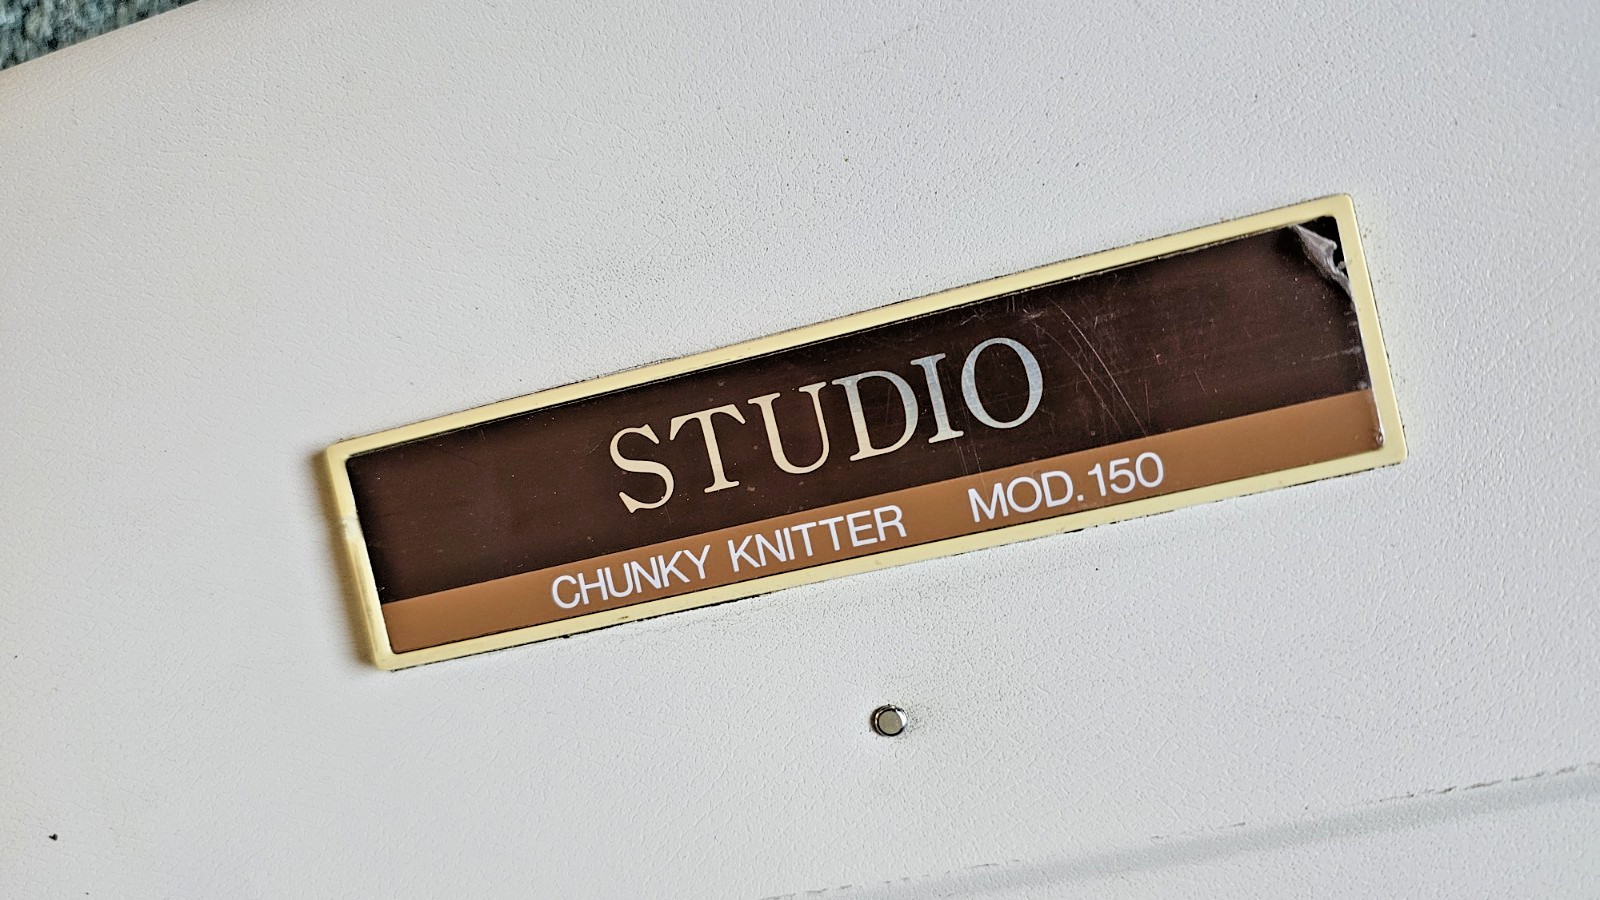 STUDIO
CHUNKY KNITTER MOD.150